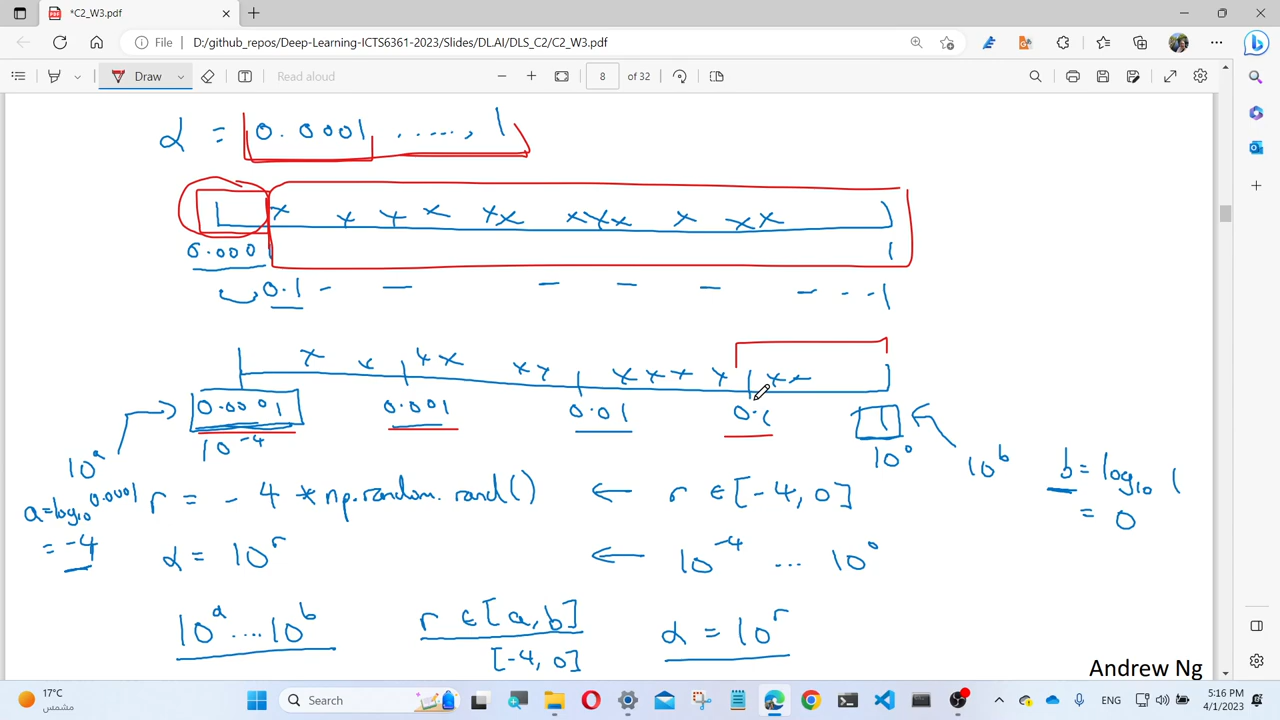 *C2_W3.pdf
File D:/github_repos/Deep-Learning-ICTS6361-2023/Slides/DL.AI/DLS_C2/C2_W3.pdf
Draw Read aloud 8 of 32
α = 0.0001 ....., 1
0.0001 1
0.1 - - - - - - . . -1
0.0001 0.001 0.01 0.1 1
10^-4 10^0
10^a 10^b b = log10 1
a = log10 0.0001 = -4
r = -4 * np.random.rand() ← r ∈ [-4, 0] = 0
α = 10^r ← 10^-4 ... 10^0
10^a .... 10^b r ∈ [a, b] α = 10^r
[-4, 0]
Andrew Ng
17°C
مشمس
Search
ENG
5:16 PM
4/1/2023